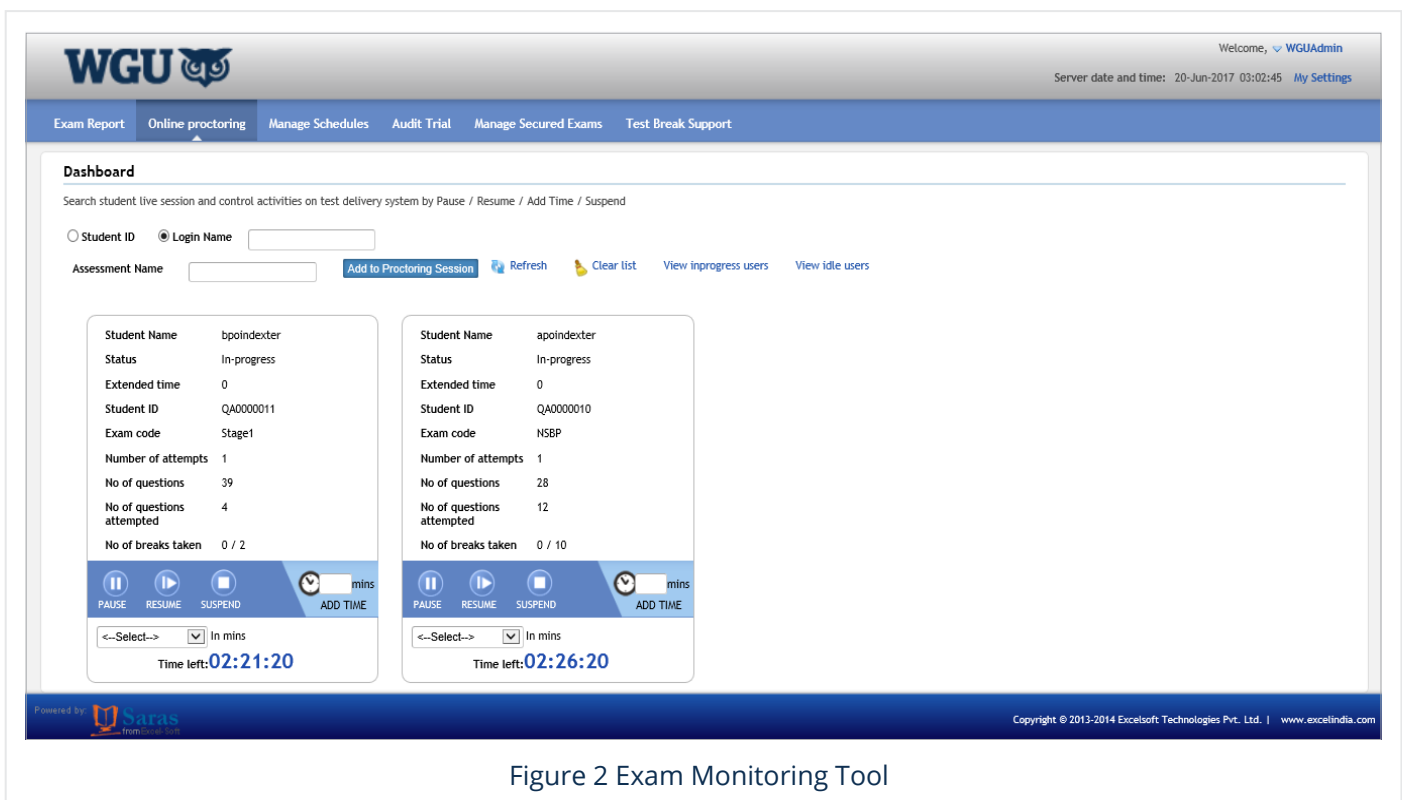 WGU
Welcome, WGUAdmin
Server date and time: 20-Jun-2017 03:02:45 My Settings
Exam Report Online proctoring Manage Schedules Audit Trial Manage Secured Exams Test Break Support
Dashboard
Search student live session and control activities on test delivery system by Pause / Resume / Add Time / Suspend
Student ID Login Name
Assessment Name Add to Proctoring Session Refresh Clear list View inprogress users View idle users
Student Name bpoindexter
Status In-progress
Extended time 0
Student ID QA0000011
Exam code Stage1
Number of attempts 1
No of questions 39
No of questions
attempted 4
No of breaks taken 0 / 2
mins
PAUSE RESUME SUSPEND ADD TIME
<--Select--> In mins
Time left:02:21:20
Student Name apoindexter
Status In-progress
Extended time 0
Student ID QA0000010
Exam code NSBP
Number of attempts 1
No of questions 28
No of questions
attempted 12
No of breaks taken 0 / 10
mins
PAUSE RESUME SUSPEND ADD TIME
<--Select--> In mins
Time left:02:26:20
Powered by: Saras
from Excel-Soft
Copyright © 2013-2014 Excelsoft Technologies Pvt. Ltd. | www.excelindia.com
Figure 2 Exam Monitoring Tool